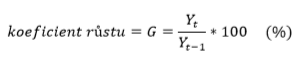 koeficient růstu = G = Y_t / Y_{t−1} * 100 (%)